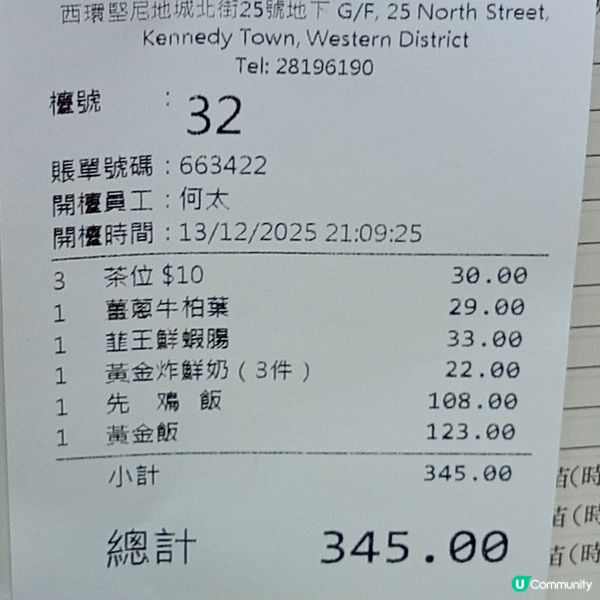 西環堅尼地城北街25號地下 G/F, 25 North Street,
Kennedy Town, Western District
Tel: 28196190
檯號 : 32
賬單號碼 : 663422
開檯員工 : 何太
開檯時間 : 13/12/2025 21:09:25
3 茶位 $10 30.00
1 薑蔥牛柏葉 29.00
1 韮王鮮蝦腸 33.00
1 黃金炸鮮奶 ( 3件 ) 22.00
1 先 鴆 飯 108.00
1 黃金飯 123.00
小計 345.00
總計 345.00
(時
(時
(時
U Community